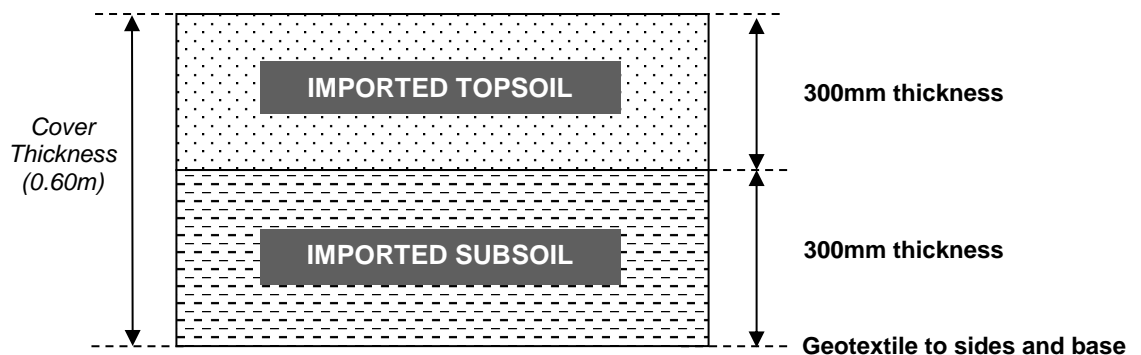 IMPORTED TOPSOIL
300mm thickness
Cover
Thickness
(0.60m)
IMPORTED SUBSOIL
300mm thickness
Geotextile to sides and base